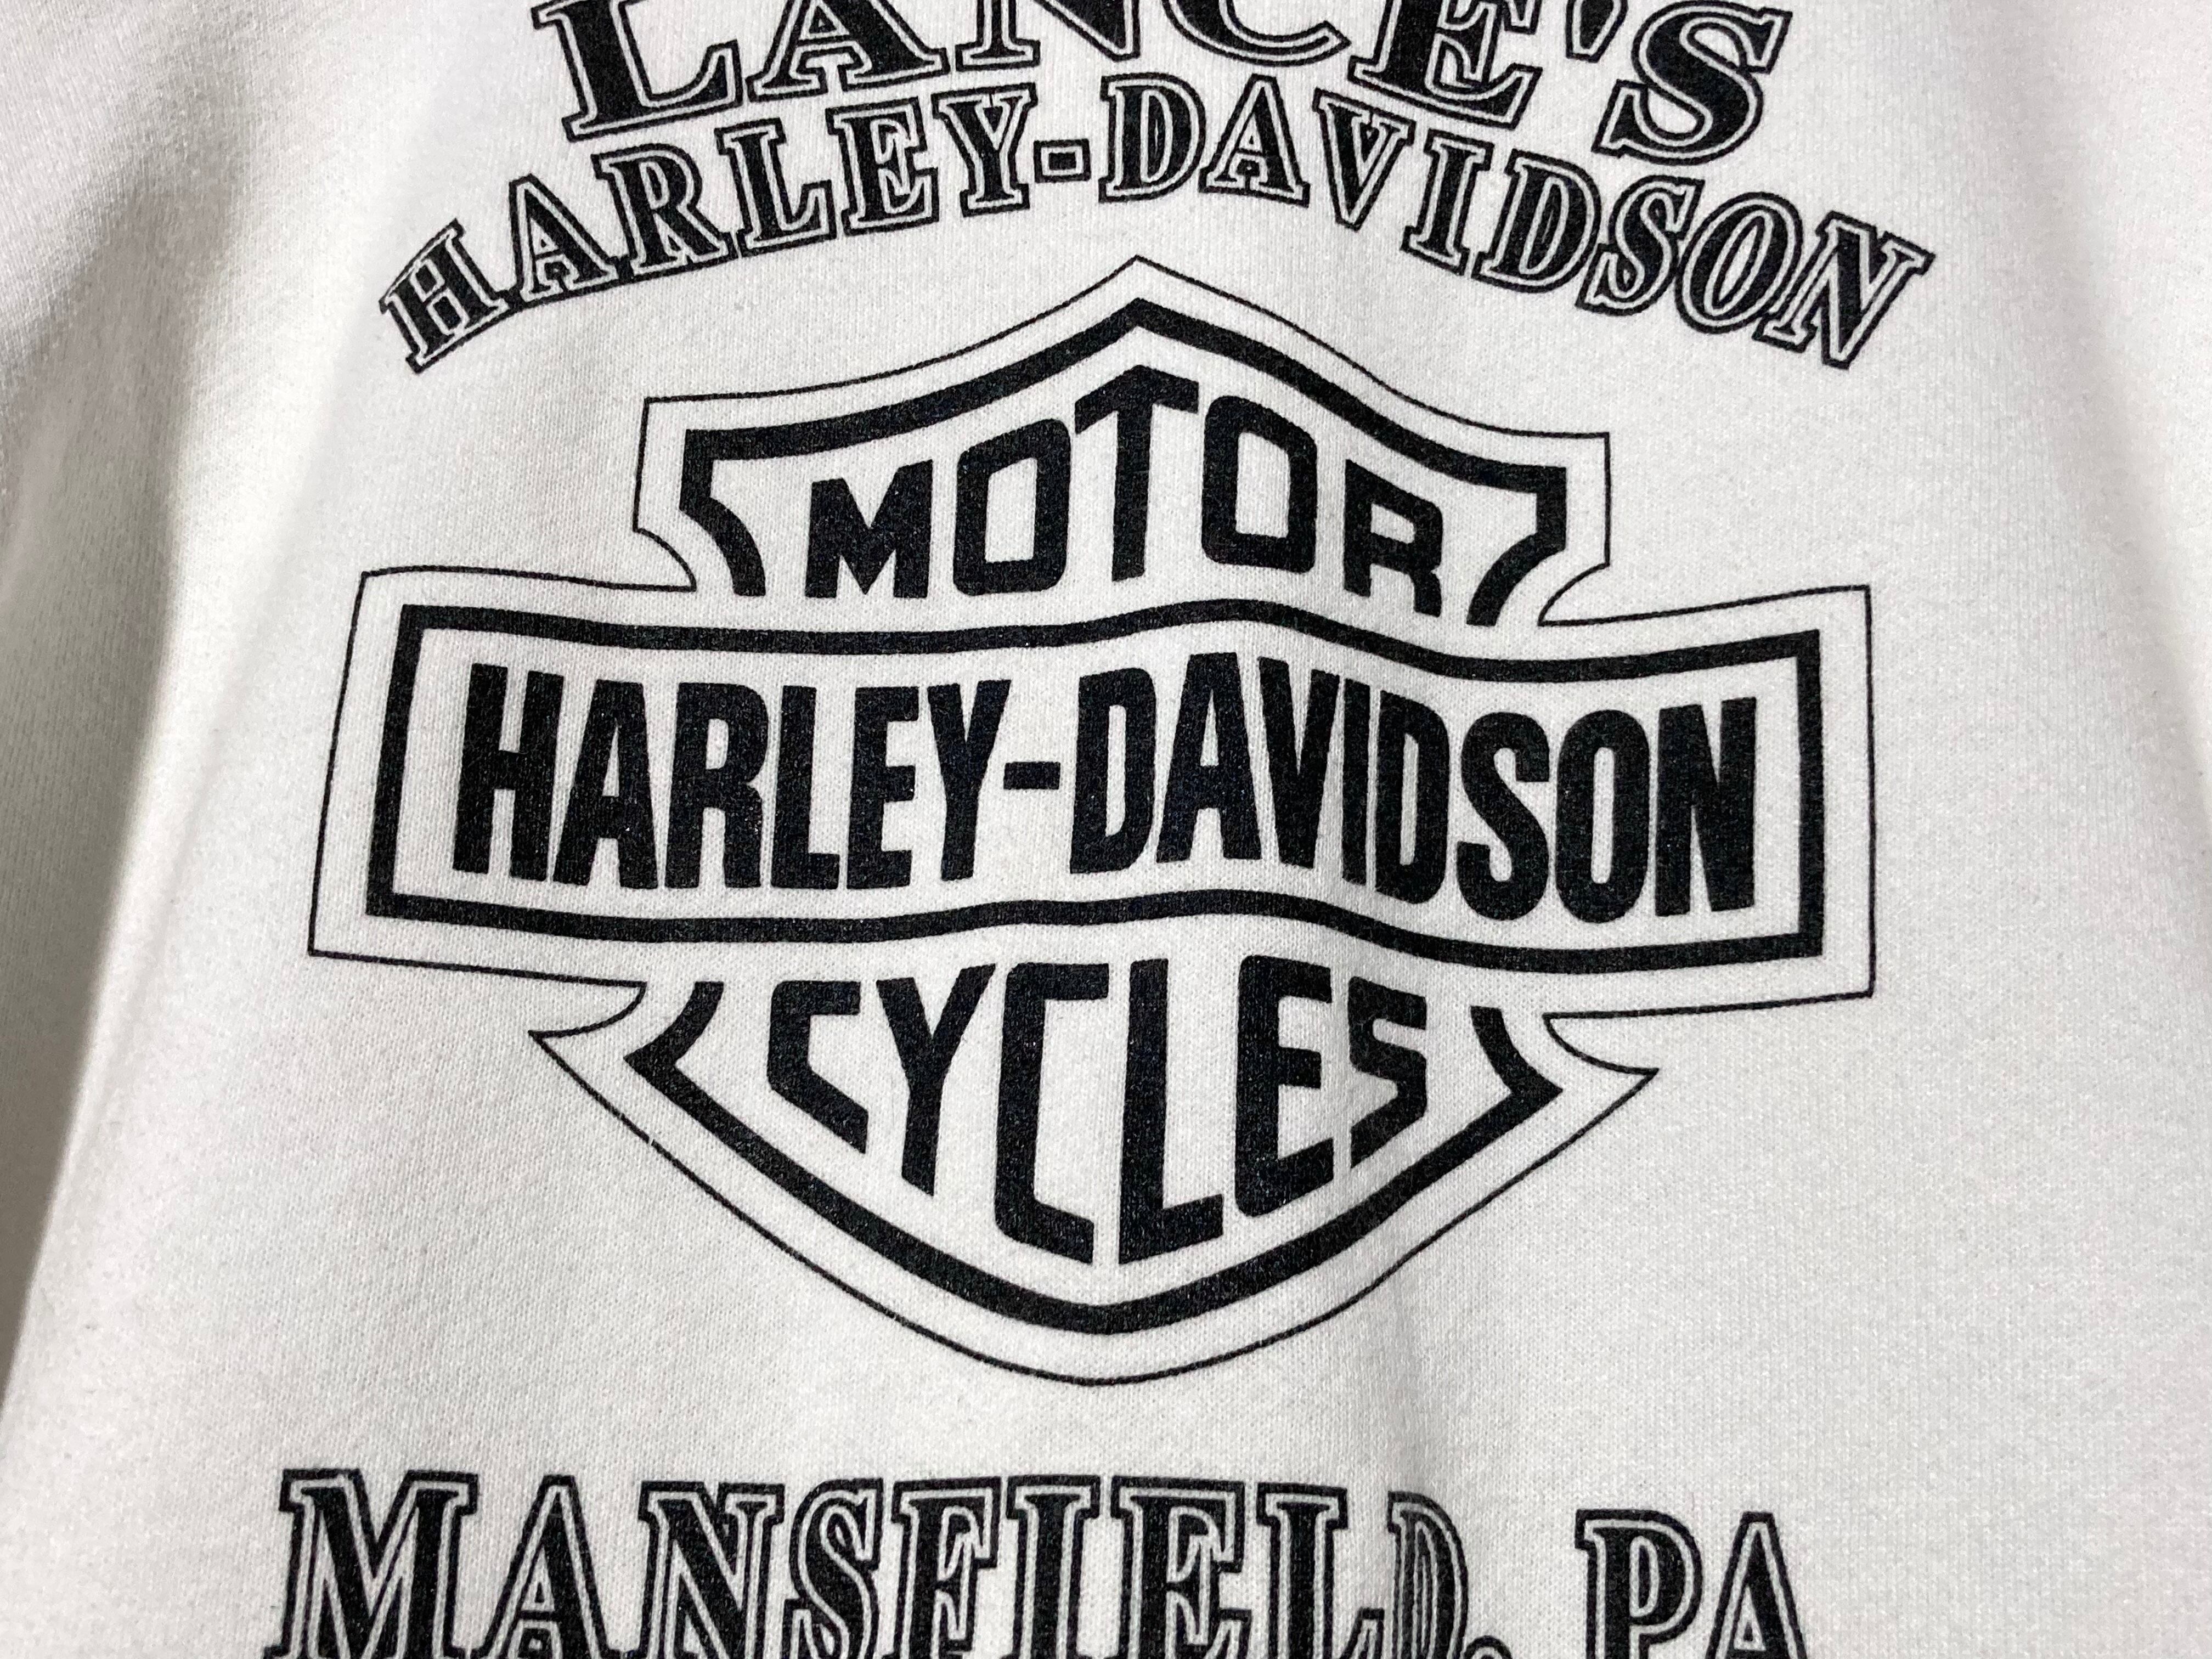 LANCE'S
HARLEY-DAVIDSON
MOTOR
HARLEY-DAVIDSON
CYCLES
MANSFIELD, PA